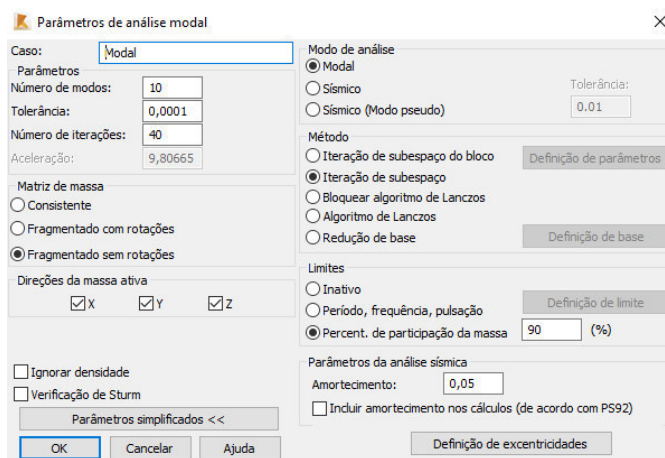 Parâmetros de análise modal
Caso: Modal
Parâmetros
Número de modos: 10
Tolerância: 0,0001
Número de iterações: 40
Aceleração: 9,80665
Matriz de massa
Consistente
Fragmentado com rotações
Fragmentado sem rotações
Direções da massa ativa
X Y Z
Ignorar densidade
Verificação de Sturm
Parâmetros simplificados <<
OK Cancelar Ajuda
Modo de análise
Modal
Sísmico Tolerância:
Sísmico (Modo pseudo) 0.01
Método
Iteração de subespaço do bloco Definição de parâmetros
Iteração de subespaço
Bloquear algoritmo de Lanczos
Algoritmo de Lanczos
Redução de base Definição de base
Limites
Inativo
Período, frequência, pulsação Definição de limite
Percent. de participação da massa 90 (%)
Parâmetros da análise sísmica
Amortecimento: 0,05
Incluir amortecimento nos cálculos (de acordo com PS92)
Definição de excentricidades